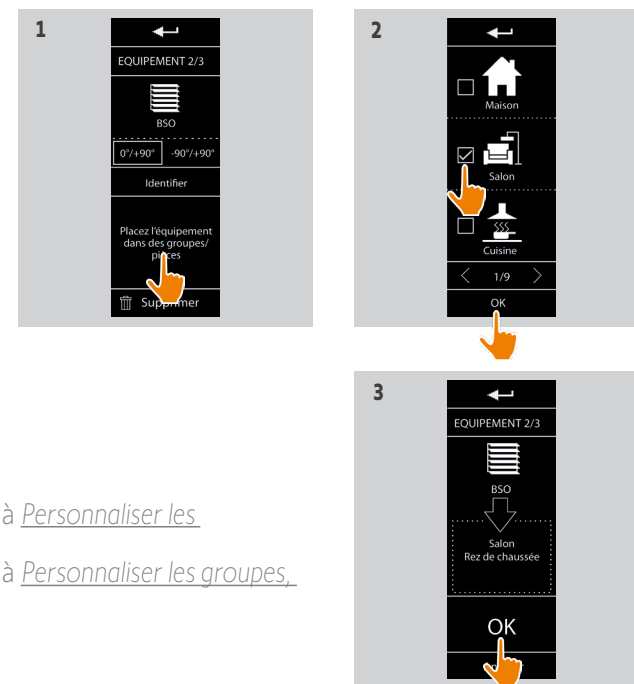 1
EQUIPEMENT 2/3
BSO
0°/+90° -90°/+90°
Identifier
Placez l'équipement
dans des groupes/
pièces
Supprimer
2
Maison
Salon
Cuisine
< 1/9 >
OK
3
EQUIPEMENT 2/3
BSO
Salon
Rez de chaussée
OK
à Personnaliser les
à Personnaliser les groupes,